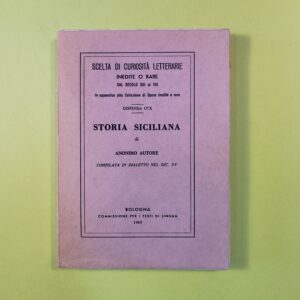 SCELTA DI CURIOSITÀ LETTERARIE
INEDITE O RARE
DAL SECOLO XIII AL XIX
In appendice alla Collezione di Opere inedite o rare
DISPENSA
STORIA SICILIANA
di
ANONIMO AUTORE
COMPILATA IN DIALETTO NEL SEC. XV
BOLOGNA
COMMISSIONE PER I TESTI DI LINGUA